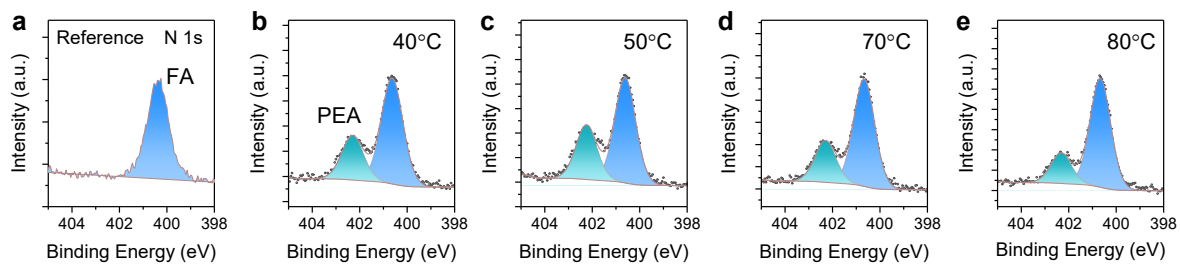 a
Reference N 1s
FA
Intensity (a.u.)
404 402 400 398
Binding Energy (eV)
b
40°C
PEA
Intensity (a.u.)
404 402 400 398
Binding Energy (eV)
c
50°C
Intensity (a.u.)
404 402 400 398
Binding Energy (eV)
d
70°C
Intensity (a.u.)
404 402 400 398
Binding Energy (eV)
e
80°C
Intensity (a.u.)
404 402 400 398
Binding Energy (eV)